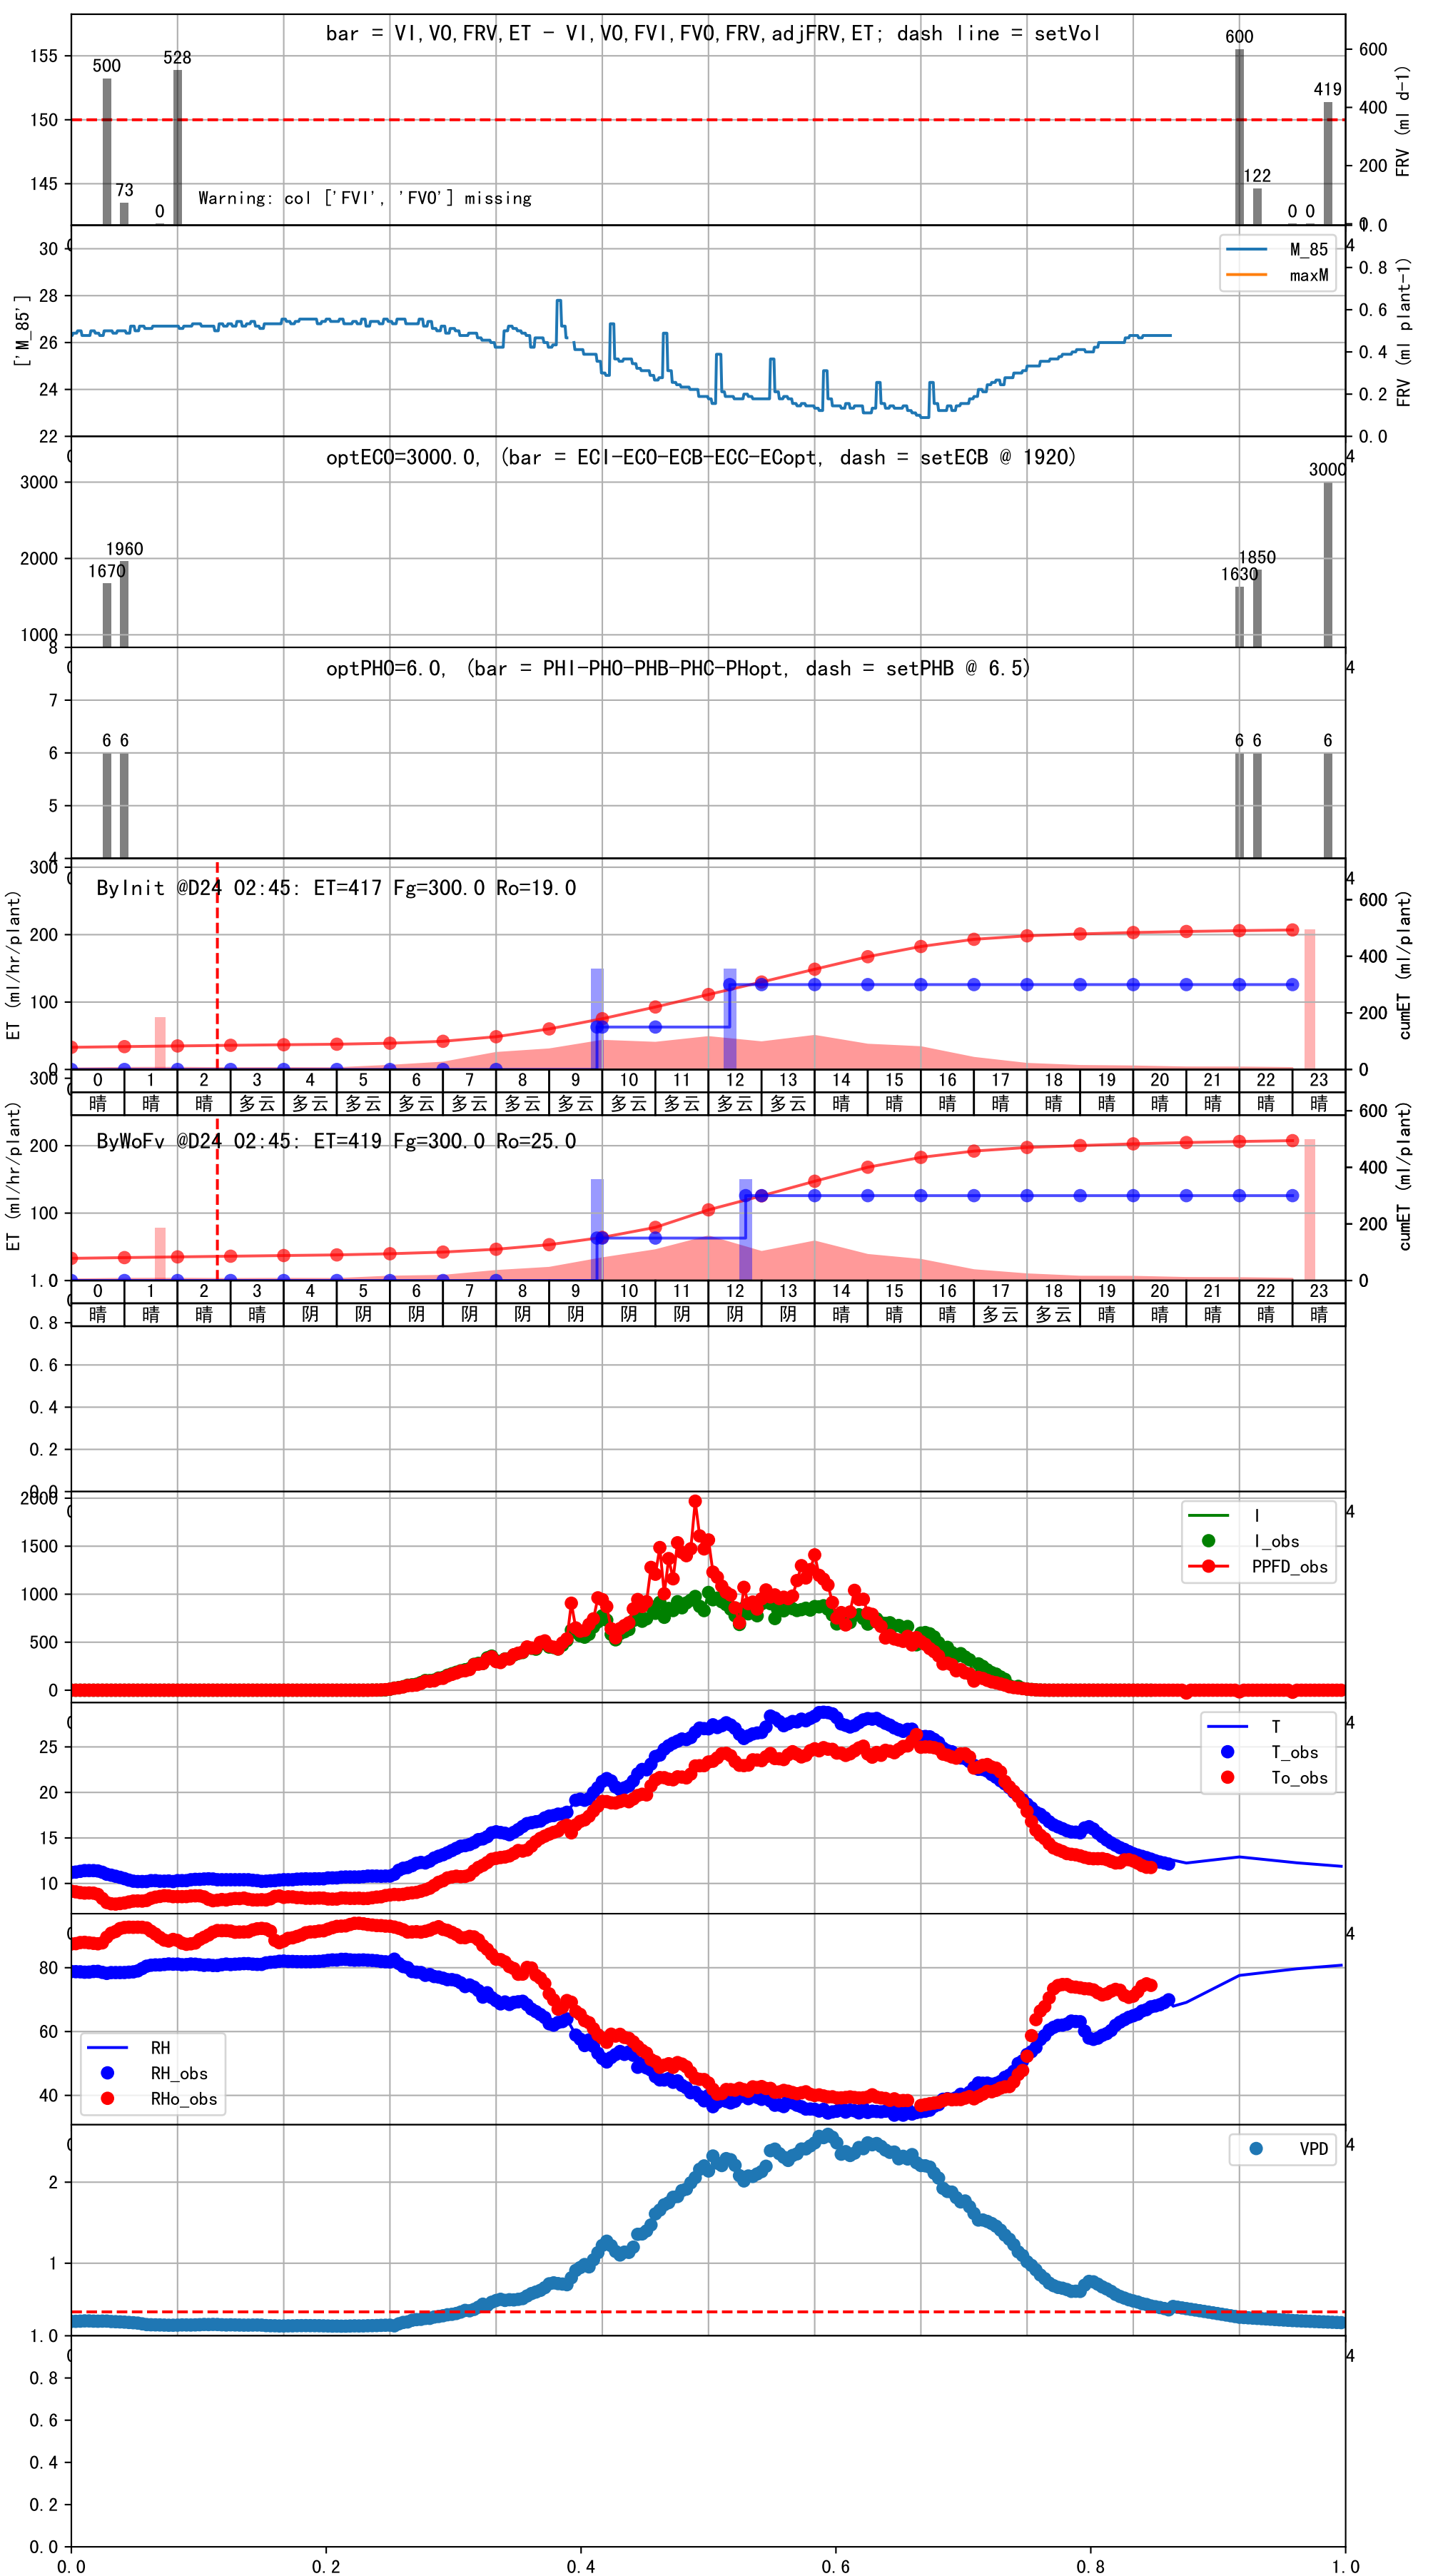 bar = VI,VO,FRV,ET - VI,VO,FVI,FVO,FRV,adjFRV,ET; dash line = setVol
155
150
145
500
73
0
528
600
122
0
0
419
Warning: col ['FVI', 'FVO'] missing
600
400
200
FRV (ml d-1)
['M_85']
30
28
26
24
22
M_85
maxM
1.0
0.8
0.6
0.4
0.2
0.0
FRV (ml plant-1)
optECO=3000.0, (bar = ECI-ECO-ECB-ECC-ECopt, dash = setECB @ 1920)
3000
2000
1000
1670
1960
1630
1850
3000
optPHO=6.0, (bar = PHI-PHO-PHB-PHC-PHopt, dash = setPHB @ 6.5)
8
7
6
5
4
6 6
6 6
6
ByInit @D24 02:45: ET=417 Fg=300.0 Ro=19.0
ET (ml/hr/plant)
300
200
100
0
600
400
200
0
cumET (ml/plant)
0 1 2 3 4 5 6 7 8 9 10 11 12 13 14 15 16 17 18 19 20 21 22 23
晴 晴 晴 多云 多云 多云 多云 多云 多云 多云 多云 多云 多云 多云 晴 晴 晴 晴 晴 晴 晴 晴 晴 晴
ByWoFv @D24 02:45: ET=419 Fg=300.0 Ro=25.0
ET (ml/hr/plant)
300
200
100
600
400
200
0
cumET (ml/plant)
0 1 2 3 4 5 6 7 8 9 10 11 12 13 14 15 16 17 18 19 20 21 22 23
晴 晴 晴 晴 阴 阴 阴 阴 阴 阴 阴 阴 阴 阴 晴 晴 晴 多云 多云 晴 晴 晴 晴 晴
1.0
0.8
0.6
0.4
0.2
0.0
2000
1500
1000
500
0
I
I_obs
PPFD_obs
25
20
15
10
T
T_obs
To_obs
80
60
40
RH
RH_obs
RHo_obs
2
1
VPD
1.0
0.8
0.6
0.4
0.2
0.0
0.0 0.2 0.4 0.6 0.8 1.0